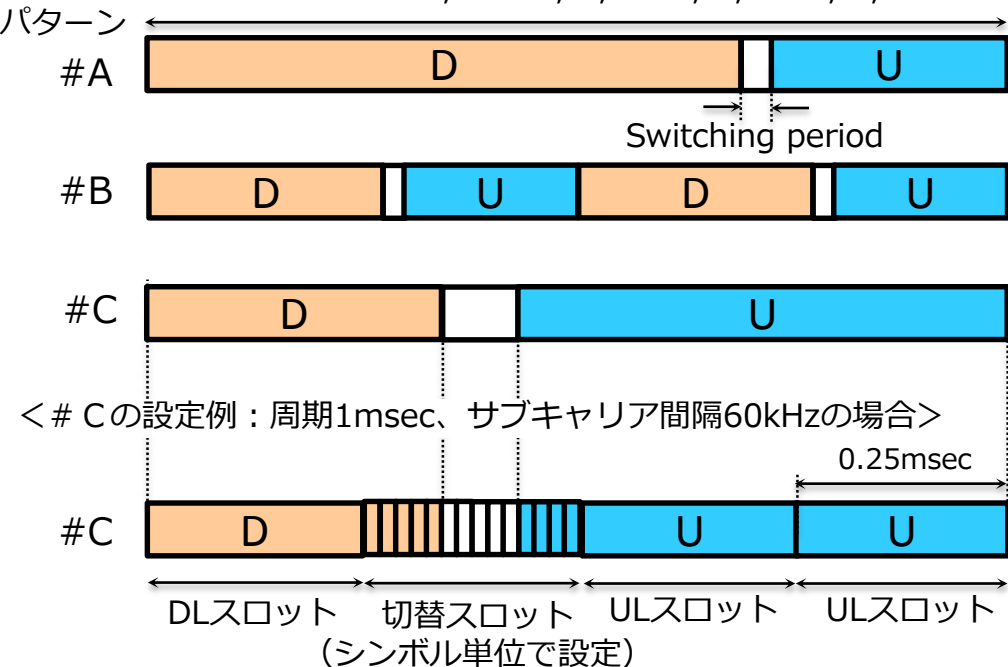 パターン
#A D U
Switching period
#B D U D U
#C D U
＜#Cの設定例：周期1msec、サブキャリア間隔60kHzの場合＞
0.25msec
#C D U U
DLスロット 切替スロット ULスロット ULスロット
（シンボル単位で設定）